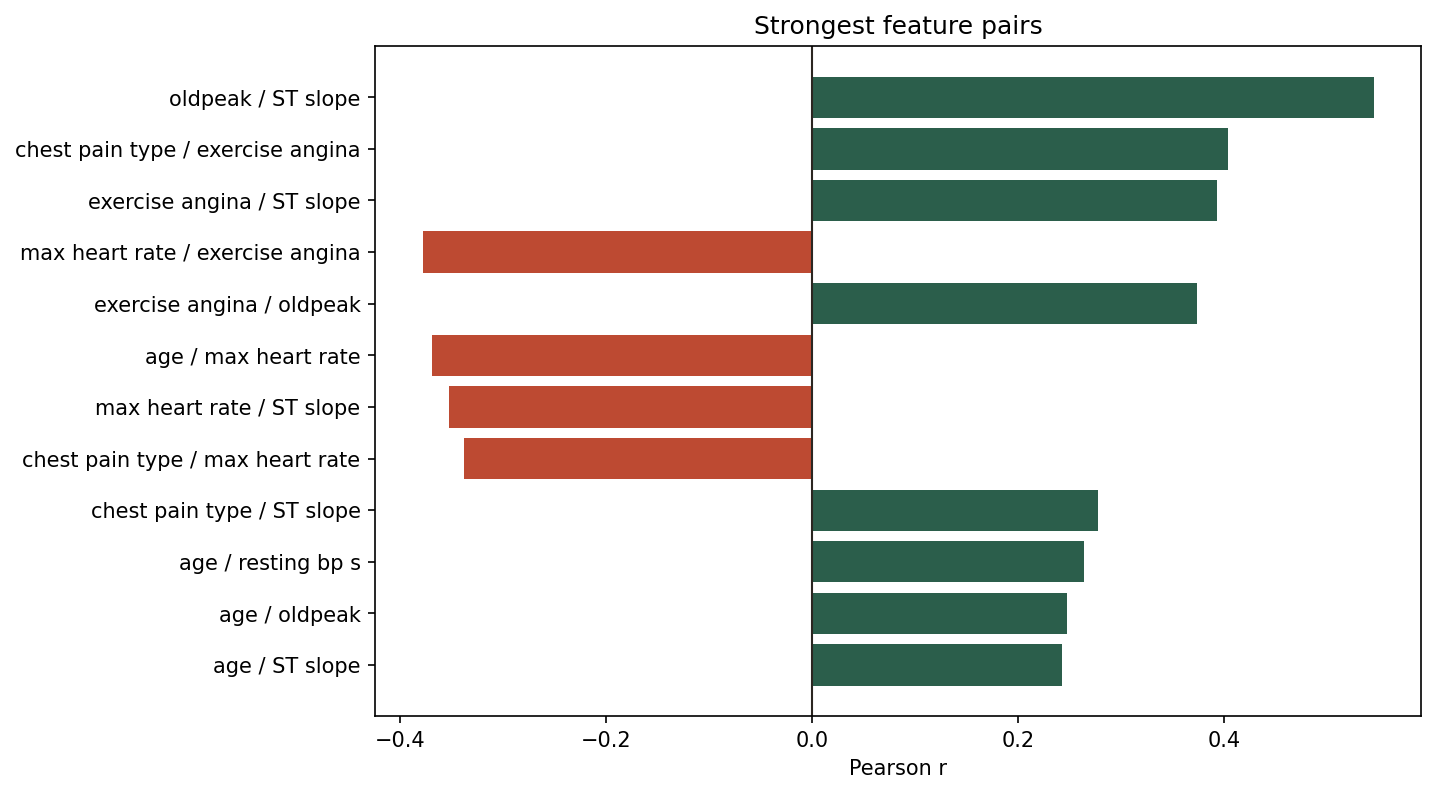 Strongest feature pairs
oldpeak / ST slope
chest pain type / exercise angina
exercise angina / ST slope
max heart rate / exercise angina
exercise angina / oldpeak
age / max heart rate
max heart rate / ST slope
chest pain type / max heart rate
chest pain type / ST slope
age / resting bp s
age / oldpeak
age / ST slope
−0.4 −0.2 0.0 0.2 0.4
Pearson r